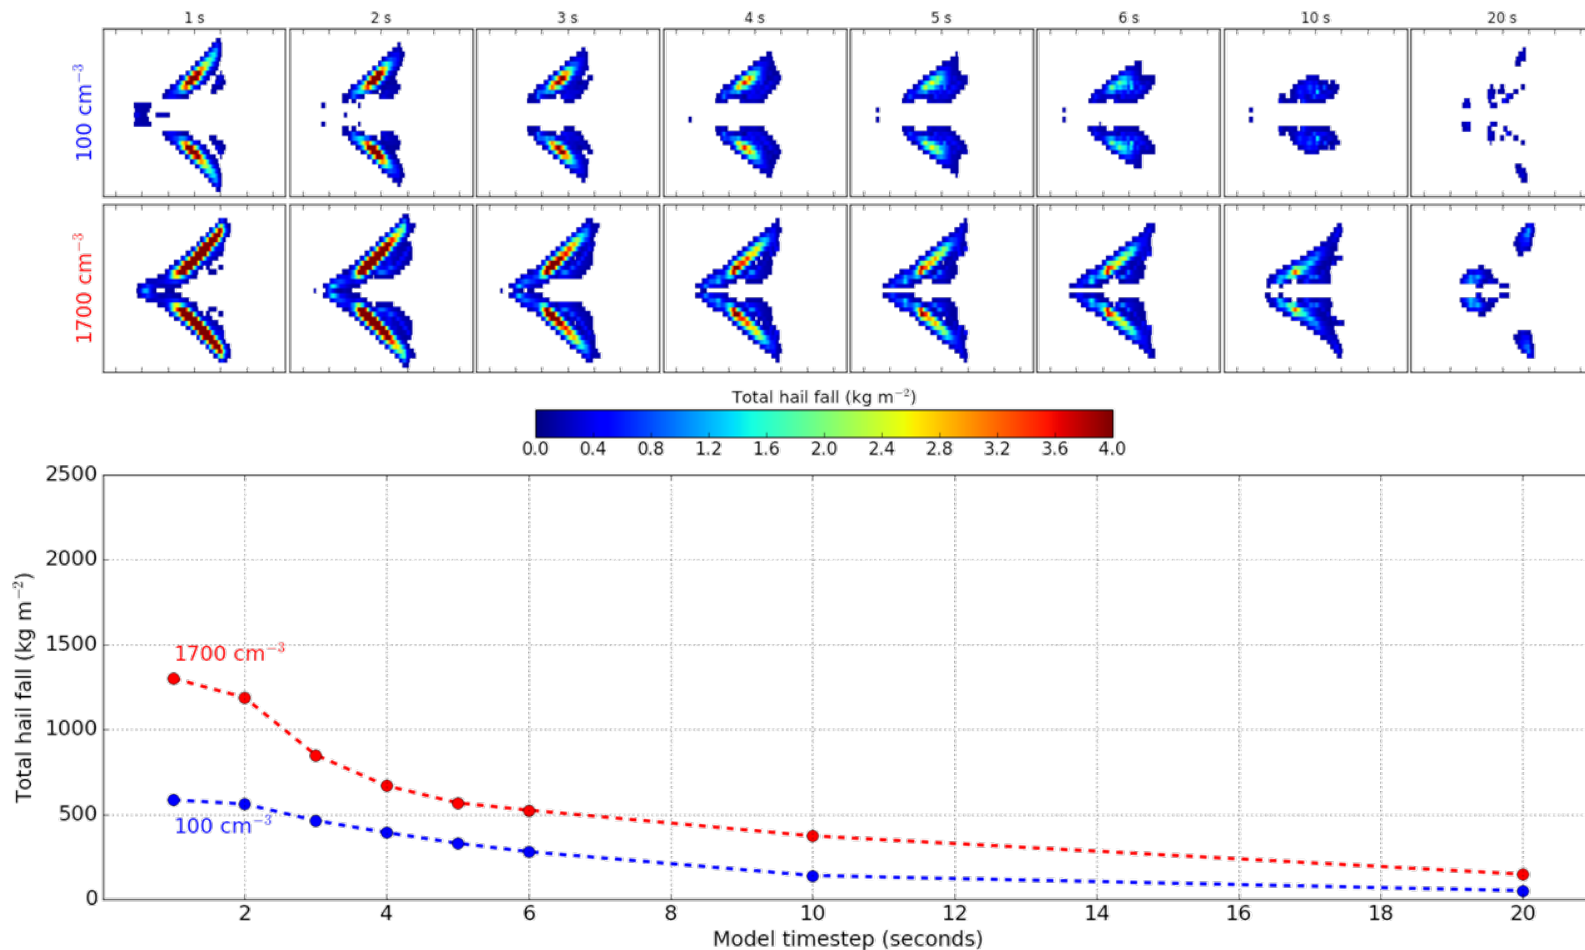 1 s 2 s 3 s 4 s 5 s 6 s 10 s 20 s
100 cm⁻³
1700 cm⁻³
Total hail fall (kg m⁻²)
0.0 0.4 0.8 1.2 1.6 2.0 2.4 2.8 3.2 3.6 4.0
2500
2000
1500
1000
500
0
Total hail fall (kg m⁻²)
1700 cm⁻³
100 cm⁻³
2 4 6 8 10 12 14 16 18 20
Model timestep (seconds)